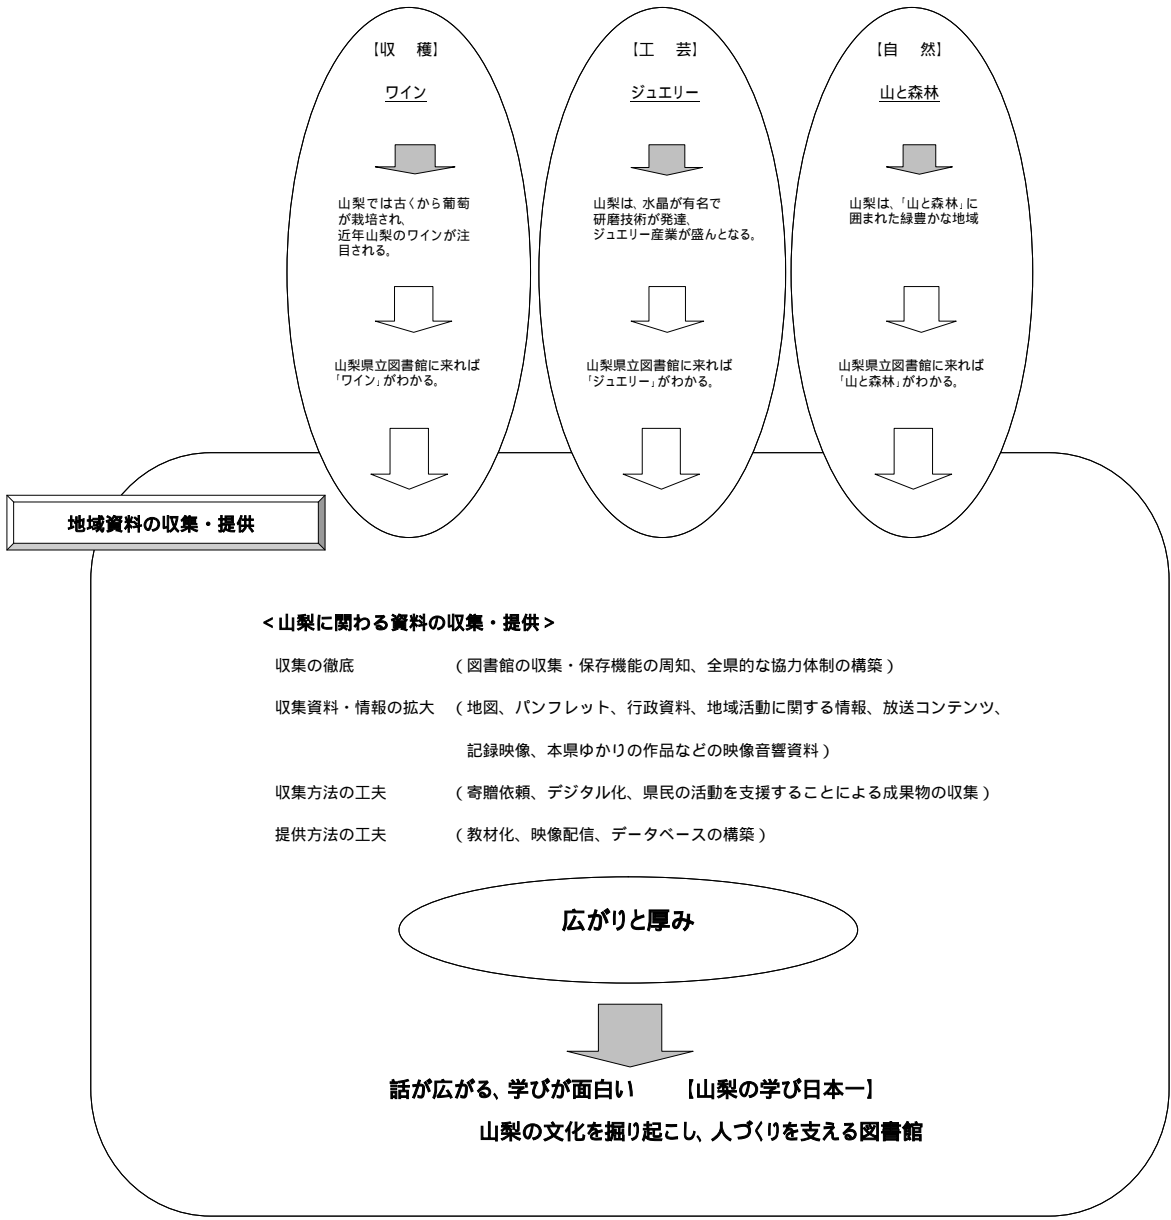 【収　穫】
ワイン
山梨では古くから葡萄
が栽培され、
近年山梨のワインが注
目される。
山梨県立図書館に来れば
「ワイン」がわかる。
【工　芸】
ジュエリー
山梨は、水晶が有名で
研磨技術が発達、
ジュエリー産業が盛んとなる。
山梨県立図書館に来れば
「ジュエリー」がわかる。
【自　然】
山と森林
山梨は、「山と森林」に
囲まれた緑豊かな地域
山梨県立図書館に来れば
「山と森林」がわかる。
地域資料の収集・提供
＜山梨に関わる資料の収集・提供＞
収集の徹底　（図書館の収集・保存機能の周知、全県的な協力体制の構築）
収集資料・情報の拡大　（地図、パンフレット、行政資料、地域活動に関する情報、放送コンテンツ、
記録映像、本県ゆかりの作品などの映像音響資料）
収集方法の工夫　（寄贈依頼、デジタル化、県民の活動を支援することによる成果物の収集）
提供方法の工夫　（教材化、映像配信、データベースの構築）
広がりと厚み
話が広がる、学びが面白い　【山梨の学び日本一】
山梨の文化を掘り起こし、人づくりを支える図書館